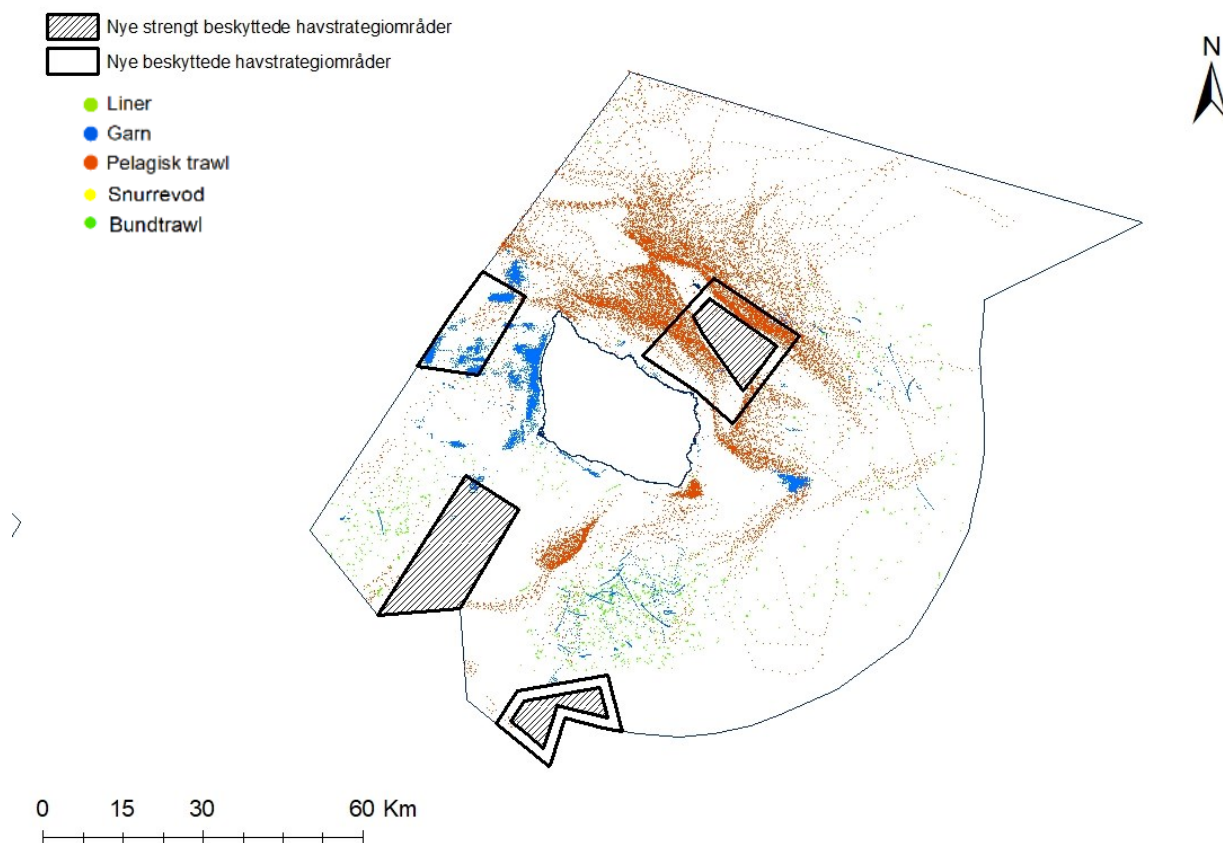 Nye strengt beskyttede havstrategiområder
Nye beskyttede havstrategiområder
Liner
Garn
Pelagisk trawl
Snurrevod
Bundtrawl
N
0 15 30 60 Km